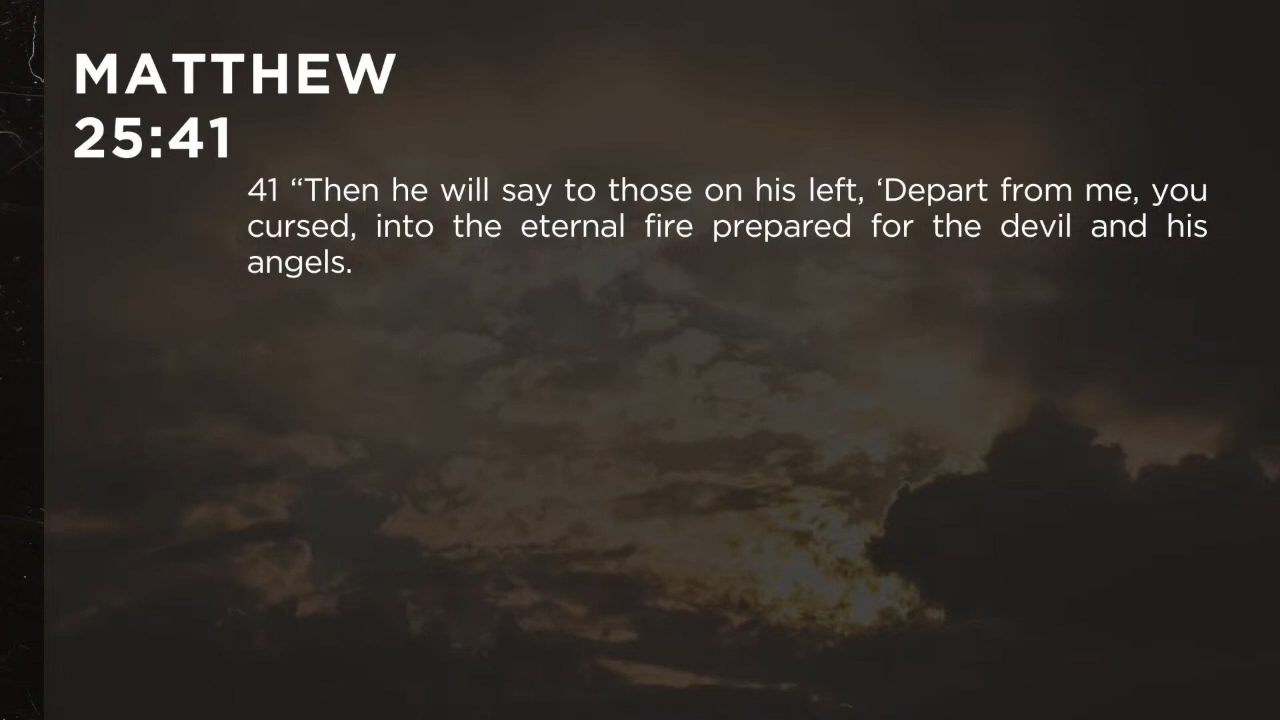 MATTHEW
25:41
41 “Then he will say to those on his left, ‘Depart from me, you
cursed, into the eternal fire prepared for the devil and his
angels.